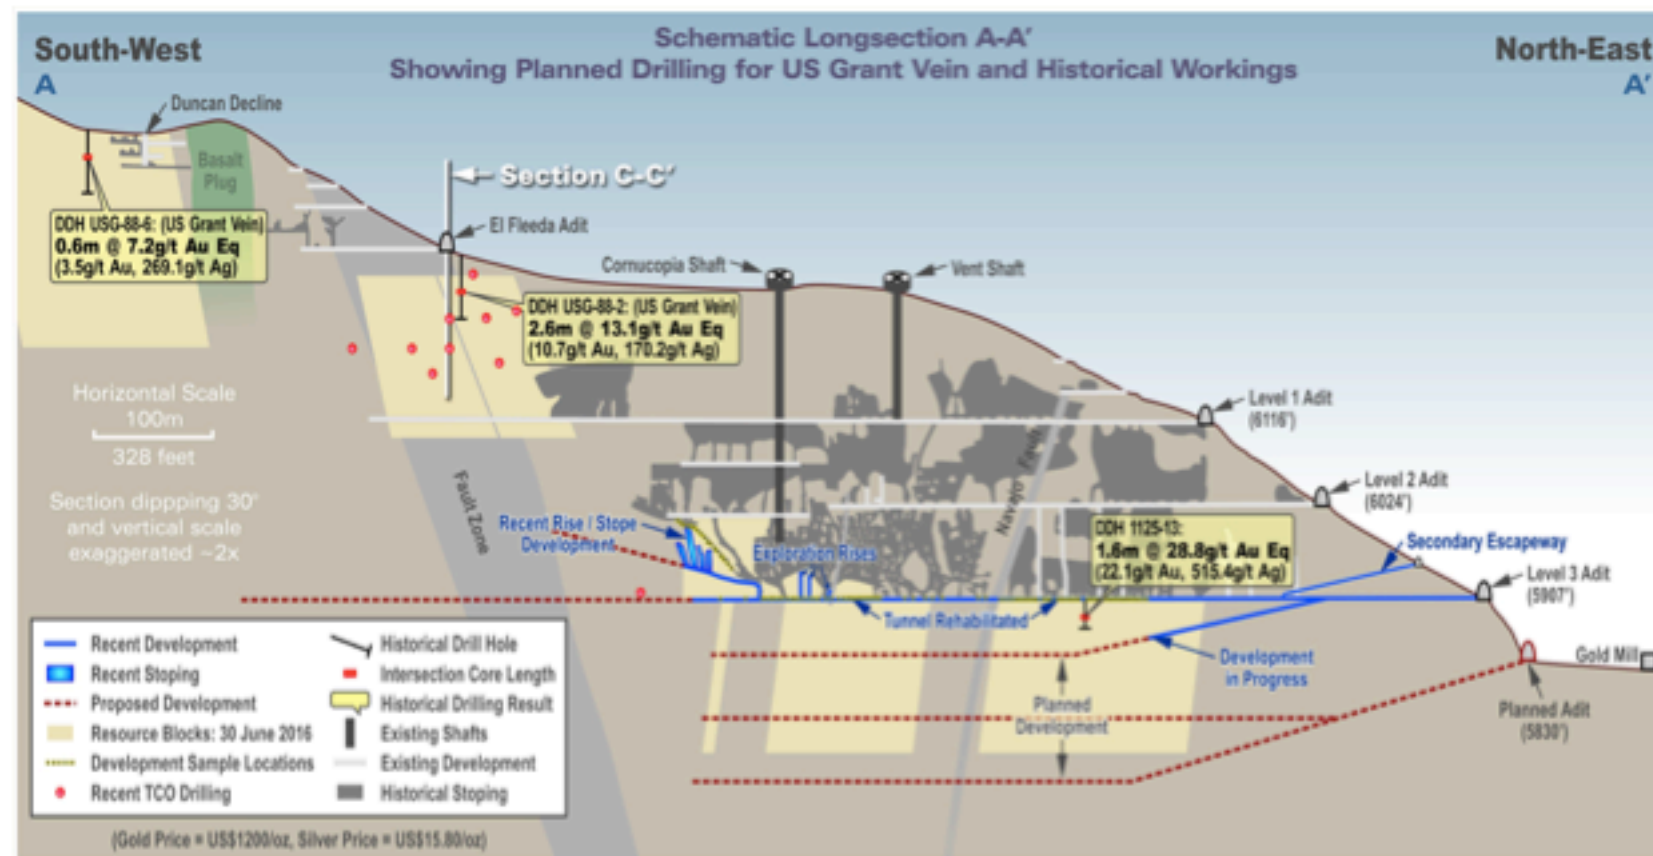 South-West
A
Schematic Longsection A-A'
Showing Planned Drilling for US Grant Vein and Historical Workings
North-East
A'
Duncan Decline
Basalt
Plug
Section C-C'
DDH USG-88-6: (US Grant Vein)
0.6m @ 7.2g/t Au Eq
(3.5g/t Au, 269.1g/t Ag)
El Fleeda Adit
Cornucopia Shaft
Vent Shaft
DDH USG-88-2: (US Grant Vein)
2.6m @ 13.1g/t Au Eq
(10.7g/t Au, 170.2g/t Ag)
Horizontal Scale
100m
328 feet
Section dippping 30°
and vertical scale
exaggerated ~2x
Fault Zone
Navajo Fault
Level 1 Adit
(6116')
Level 2 Adit
(6024')
Recent Rise / Stope
Development
Exploration Rises
DDH 1125-13:
1.6m @ 28.8g/t Au Eq
(22.1g/t Au, 515.4g/t Ag)
Secondary Escapeway
Level 3 Adit
(5907')
Tunnel Rehabilitated
Development
in Progress
Gold Mill
Planned
Development
Planned Adit
(5830')
Recent Development
Recent Stoping
Proposed Development
Resource Blocks: 30 June 2016
Development Sample Locations
Recent TCO Drilling
Historical Drill Hole
Intersection Core Length
Historical Drilling Result
Existing Shafts
Existing Development
Historical Stoping
(Gold Price = US$1200/oz, Silver Price = US$15.80/oz)